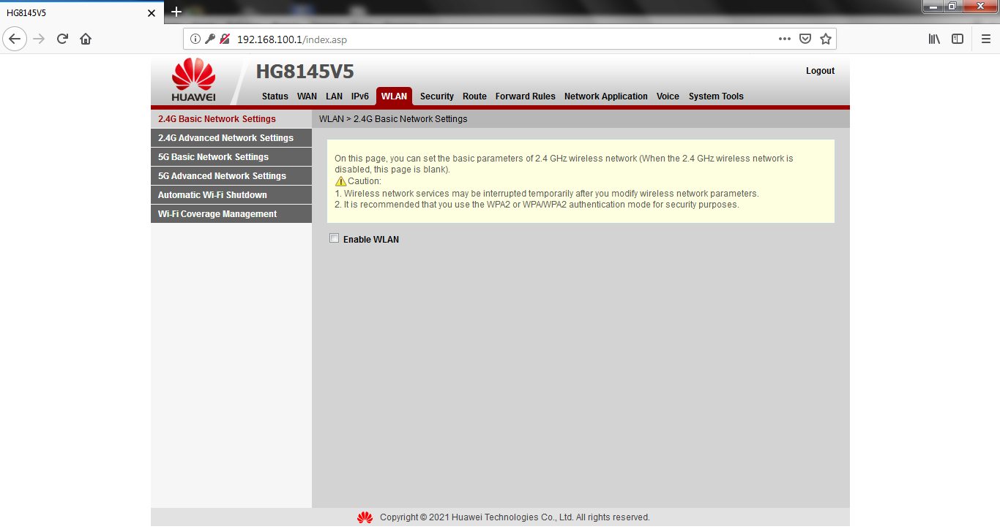 HG8145V5
192.168.100.1/index.asp
HUAWEI
HG8145V5
Logout
Status WAN LAN IPv6 WLAN Security Route Forward Rules Network Application Voice System Tools
2.4G Basic Network Settings
2.4G Advanced Network Settings
5G Basic Network Settings
5G Advanced Network Settings
Automatic Wi-Fi Shutdown
Wi-Fi Coverage Management
WLAN > 2.4G Basic Network Settings
On this page, you can set the basic parameters of 2.4 GHz wireless network (When the 2.4 GHz wireless network is
disabled, this page is blank).
Caution:
1. Wireless network services may be interrupted temporarily after you modify wireless network parameters.
2. It is recommended that you use the WPA2 or WPA/WPA2 authentication mode for security purposes.
Enable WLAN
Copyright © 2021 Huawei Technologies Co., Ltd. All rights reserved.